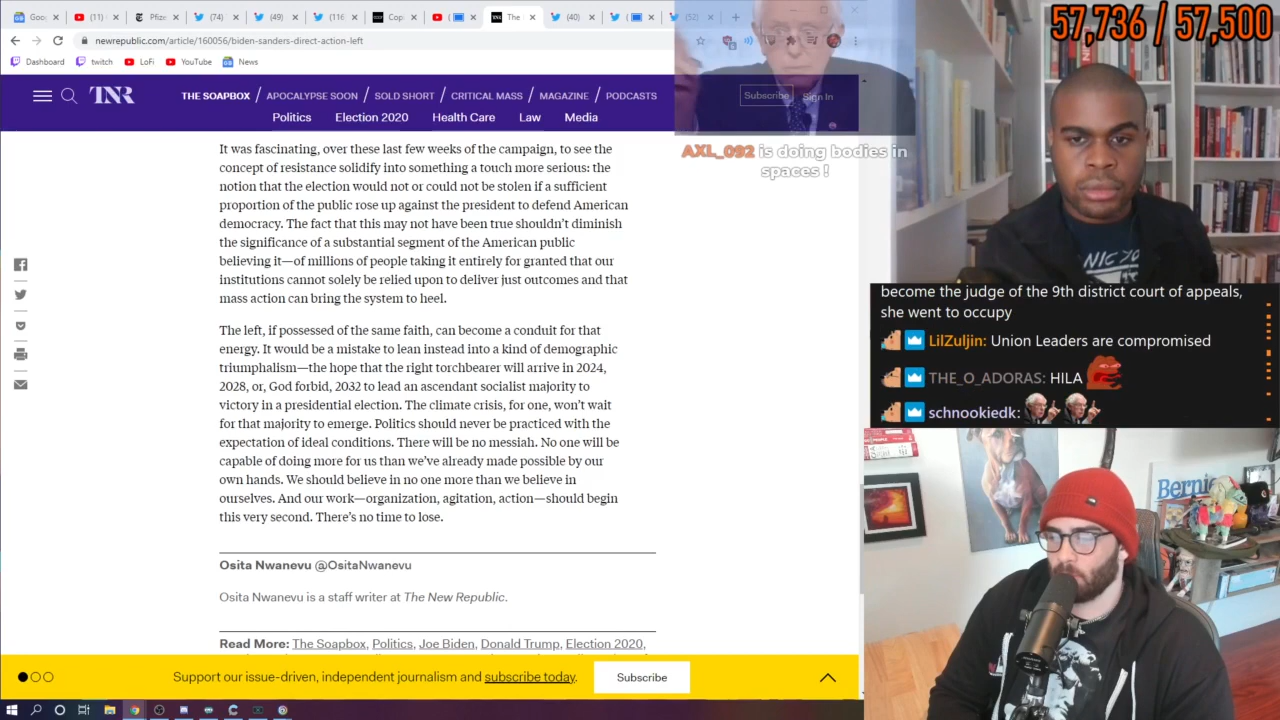 Goo
(11)
Pfize
(74)
(49)
(116
Cop
The
(40)
(52)
newrepublic.com/article/160056/biden-sanders-direct-action-left
Dashboard
twitch
LoFi
YouTube
News
TNR
THE SOAPBOX / APOCALYPSE SOON / SOLD SHORT / CRITICAL MASS / MAGAZINE / PODCASTS
Subscribe
Sign In
Politics
Election 2020
Health Care
Law
Media
It was fascinating, over these last few weeks of the campaign, to see the
concept of resistance solidify into something a touch more serious: the
notion that the election would not or could not be stolen if a sufficient
proportion of the public rose up against the president to defend American
democracy. The fact that this may not have been true shouldn't diminish
the significance of a substantial segment of the American public
believing it—of millions of people taking it entirely for granted that our
institutions cannot solely be relied upon to deliver just outcomes and that
mass action can bring the system to heel.
The left, if possessed of the same faith, can become a conduit for that
energy. It would be a mistake to lean instead into a kind of demographic
triumphalism—the hope that the right torchbearer will arrive in 2024,
2028, or, God forbid, 2032 to lead an ascendant socialist majority to
victory in a presidential election. The climate crisis, for one, won't wait
for that majority to emerge. Politics should never be practiced with the
expectation of ideal conditions. There will be no messiah. No one will be
capable of doing more for us than we've already made possible by our
own hands. We should believe in no one more than we believe in
ourselves. And our work—organization, agitation, action—should begin
this very second. There's no time to lose.
Osita Nwanevu @OsitaNwanevu
Osita Nwanevu is a staff writer at The New Republic.
Read More: The Soapbox, Politics, Joe Biden, Donald Trump, Election 2020,
Support our issue-driven, independent journalism and subscribe today.
Subscribe
AXL_092 is doing bodies in
spaces !
57,736 / 57,500
NIC YO
become the judge of the 9th district court of appeals,
she went to occupy
LilZuljin: Union Leaders are compromised
THE_O_ADORAS: HILA
schnookiedk:
Bernie